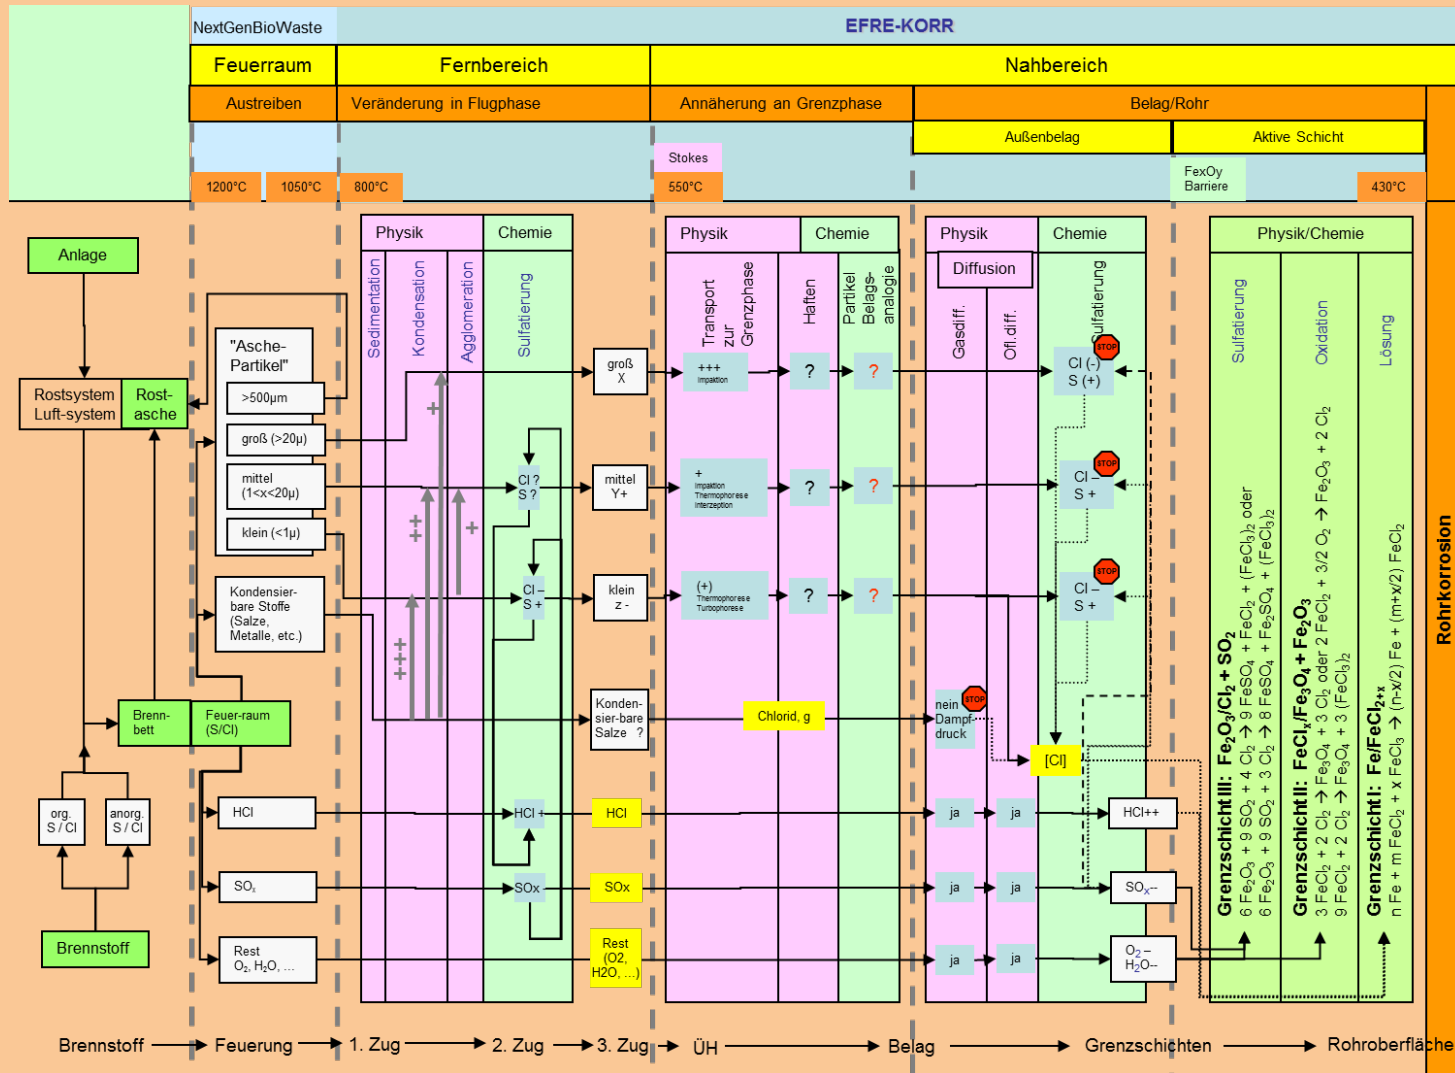 NextGenBioWaste
EFRE-KORR
Feuerraum
Fernbereich
Nahbereich
Austreiben
Veränderung in Flugphase
Annäherung an Grenzphase
Belag/Rohr
Außenbelag
Aktive Schicht
Stokes
FexOy
Barriere
1200°C
1050°C
800°C
550°C
430°C
Anlage
Rostsystem
Luft-system
Rost-
asche
Brenn-
bett
Feuer-raum
(S/Cl)
org.
S / Cl
anorg.
S / Cl
Brennstoff
"Asche-
Partikel"
>500µm
groß (>20µ)
mittel
(1<x<20µ)
klein (<1µ)
Kondensier-
bare Stoffe
(Salze,
Metalle, etc.)
HCl
SOₓ
Rest
O₂, H₂O, ...
Physik
Chemie
Sedimentation
Kondensation
Agglomeration
Sulfatierung
+
++
+
+++
Cl ?
S ?
Cl –
S +
HCl +
SOx -
groß
X
mittel
Y+
klein
z -
Konden-
sier-bare
Salze ?
HCl
SOx
Rest
(O2,
H2O, ...)
Physik
Chemie
Transport
zur
Grenzphase
Haften
Partikel
Belags-
analogie
+++
Impaktion
?
?
+
Impaktion
Thermophorese
Interzeption
?
?
(+)
Thermophorese
Turbophorese
?
?
Chlorid, g
Physik
Chemie
Diffusion
Gasdiff.
Ofl.diff.
Sulfatierung
STOP
Cl (-)
S (+)
STOP
Cl –
S +
STOP
Cl –
S +
STOP
nein
Dampf-
druck
[Cl]
ja
ja
HCl++
ja
ja
SOₓ--
ja
ja
O₂ –
H₂O--
Physik/Chemie
Sulfatierung
Oxidation
Lösung
Grenzschicht III: Fe₂O₃/Cl₂ + SO₂
6 Fe₂O₃ + 9 SO₂ + 4 Cl₂ → 9 FeSO₄ + FeCl₂ + (FeCl₃)₂ oder
6 Fe₂O₃ + 9 SO₂ + 3 Cl₂ → 8 FeSO₄ + Fe₂SO₄ + (FeCl₃)₂
Grenzschicht II: FeClₓ/Fe₃O₄ + Fe₂O₃
3 FeCl₂ + 2 Cl₂ → Fe₃O₄ + 3 Cl₂ oder 2 FeCl₂ + 3/2 O₂ → Fe₂O₃ + 2 Cl₂
9 FeCl₂ + 2 Cl₂ → Fe₃O₄ + 3 (FeCl₃)₂
Grenzschicht I: Fe/FeCl₂₊ₓ
n Fe + m FeCl₂ + x FeCl₃ → (n-x/2) Fe + (m+x/2) FeCl₂
Rohrkorrosion
Brennstoff
Feuerung
1. Zug
2. Zug
3. Zug
ÜH
Belag
Grenzschichten
Rohroberfläche